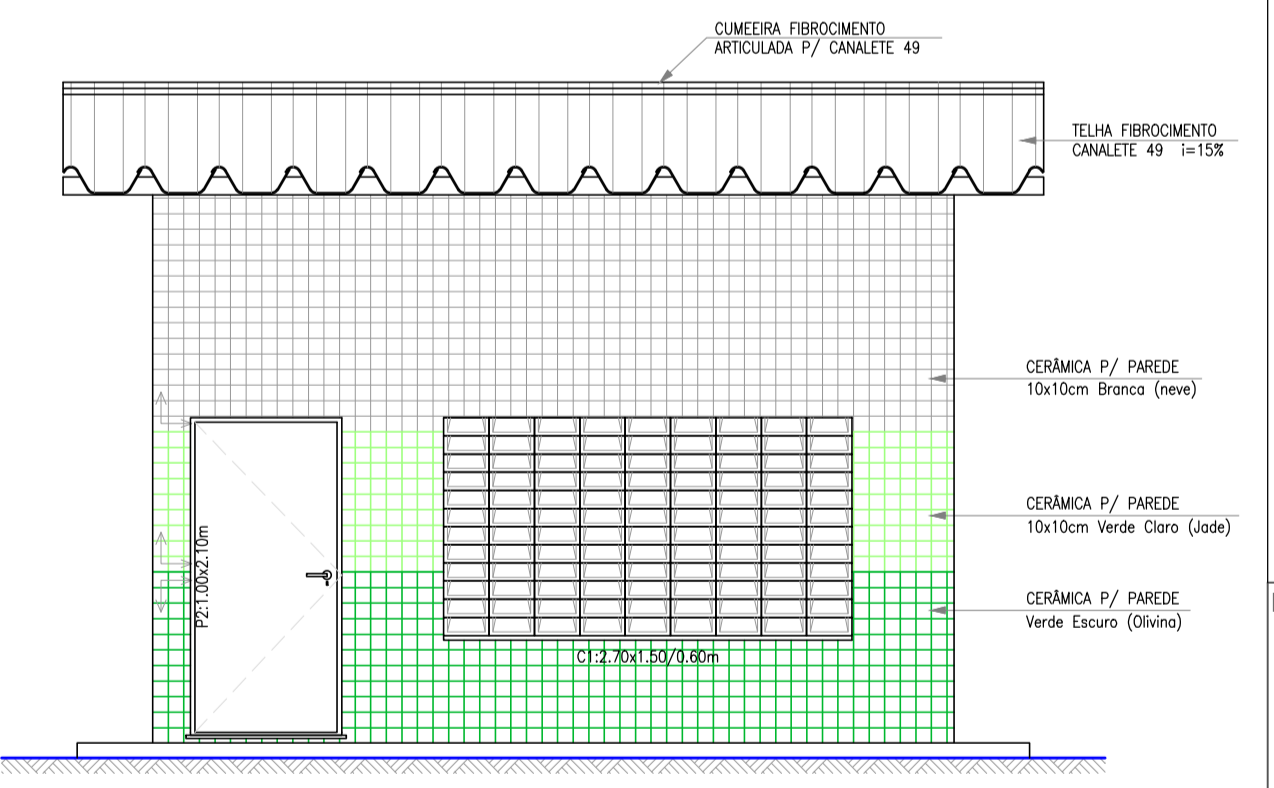 CUMEEIRA FIBROCIMENTO
ARTICULADA P/ CANALETE 49
TELHA FIBROCIMENTO
CANALETE 49 i=15%
CERÂMICA P/ PAREDE
10x10cm Branca (neve)
CERÂMICA P/ PAREDE
10x10cm Verde Claro (Jade)
P2:1.00x2.10m
CERÂMICA P/ PAREDE
Verde Escuro (Olivina)
C1:2.70x1.50/0.60m